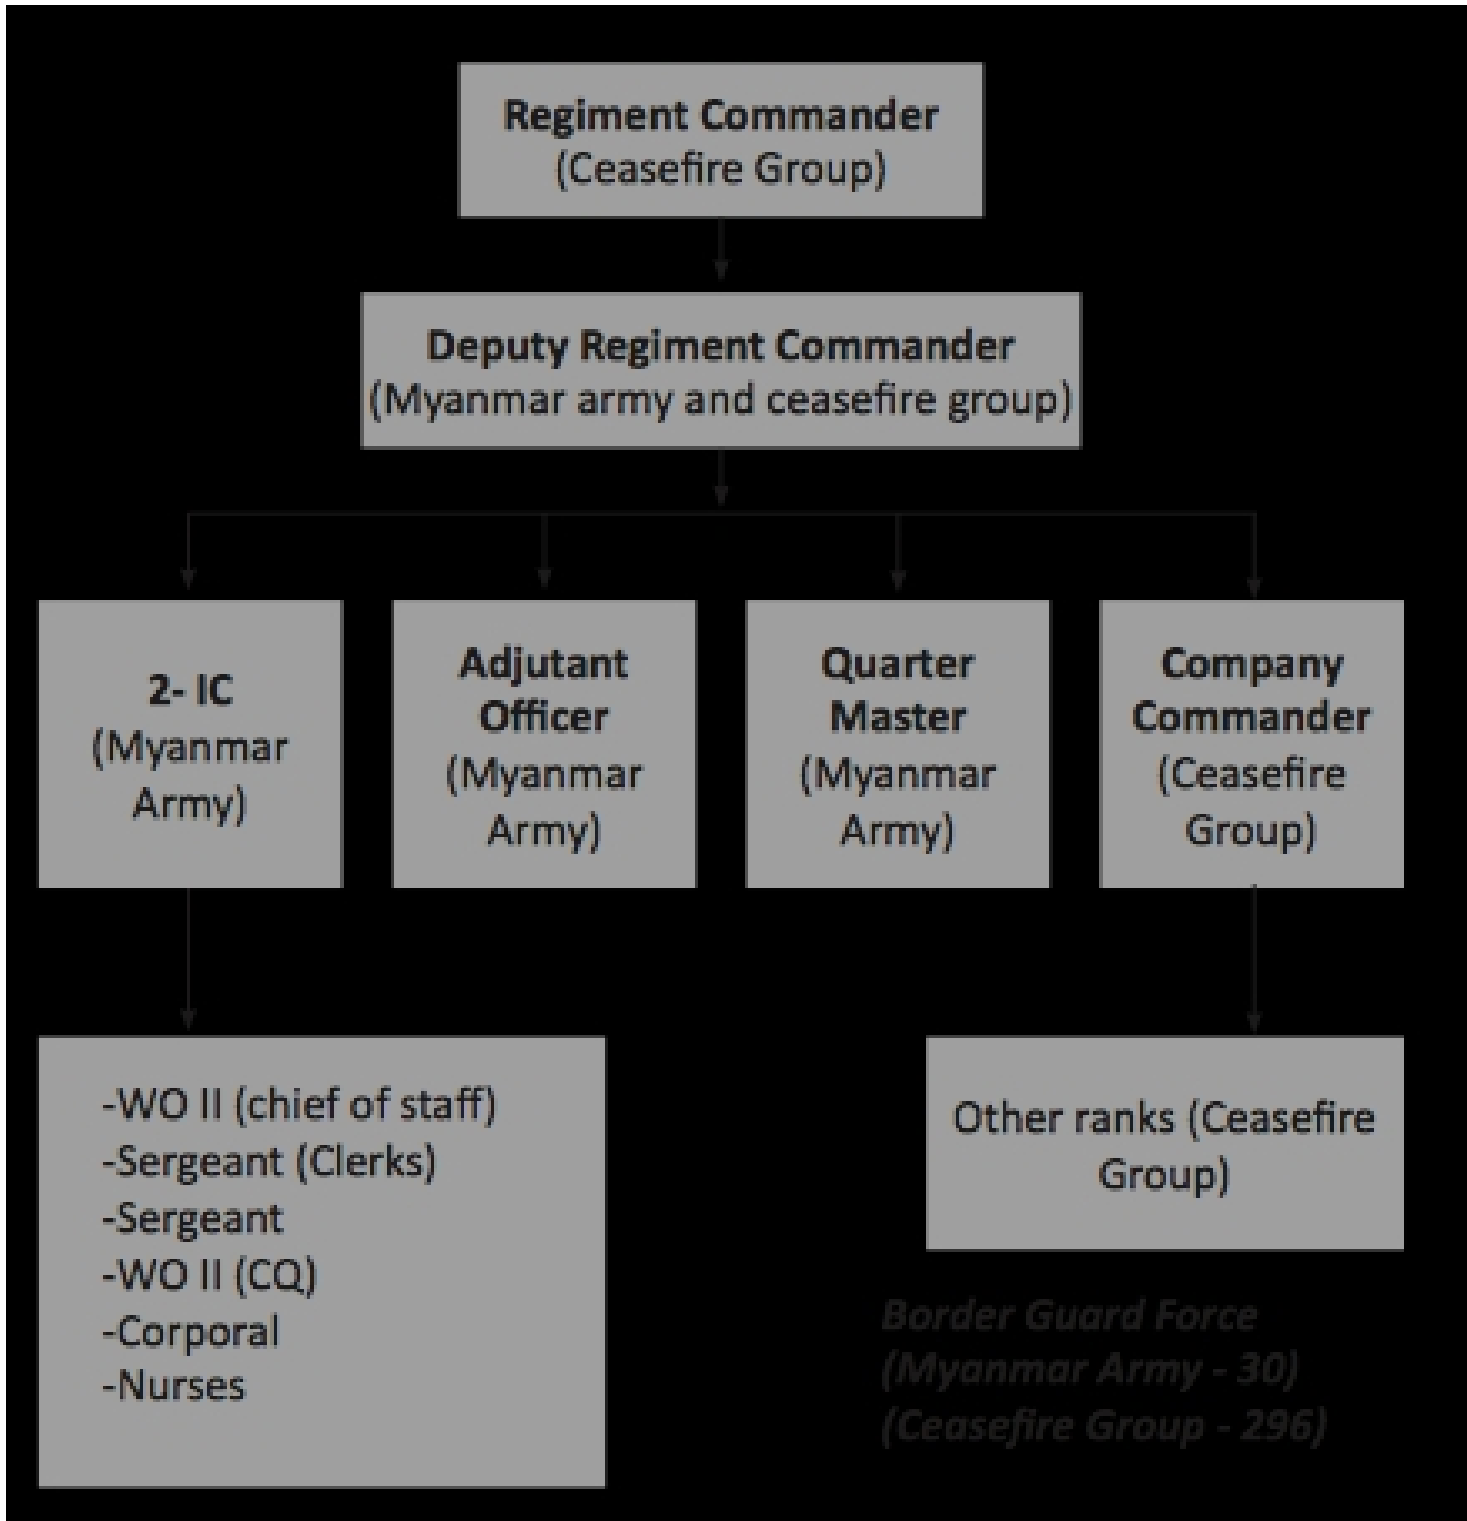 Regiment Commander
(Ceasefire Group)
Deputy Regiment Commander
(Myanmar army and ceasefire group)
2- IC
(Myanmar
Army)
Adjutant
Officer
(Myanmar
Army)
Quarter
Master
(Myanmar
Army)
Company
Commander
(Ceasefire
Group)
-WO II (chief of staff)
-Sergeant (Clerks)
-Sergeant
-WO II (CQ)
-Corporal
-Nurses
Other ranks (Ceasefire
Group)
Border Guard Force
(Myanmar Army - 30)
(Ceasefire Group - 296)